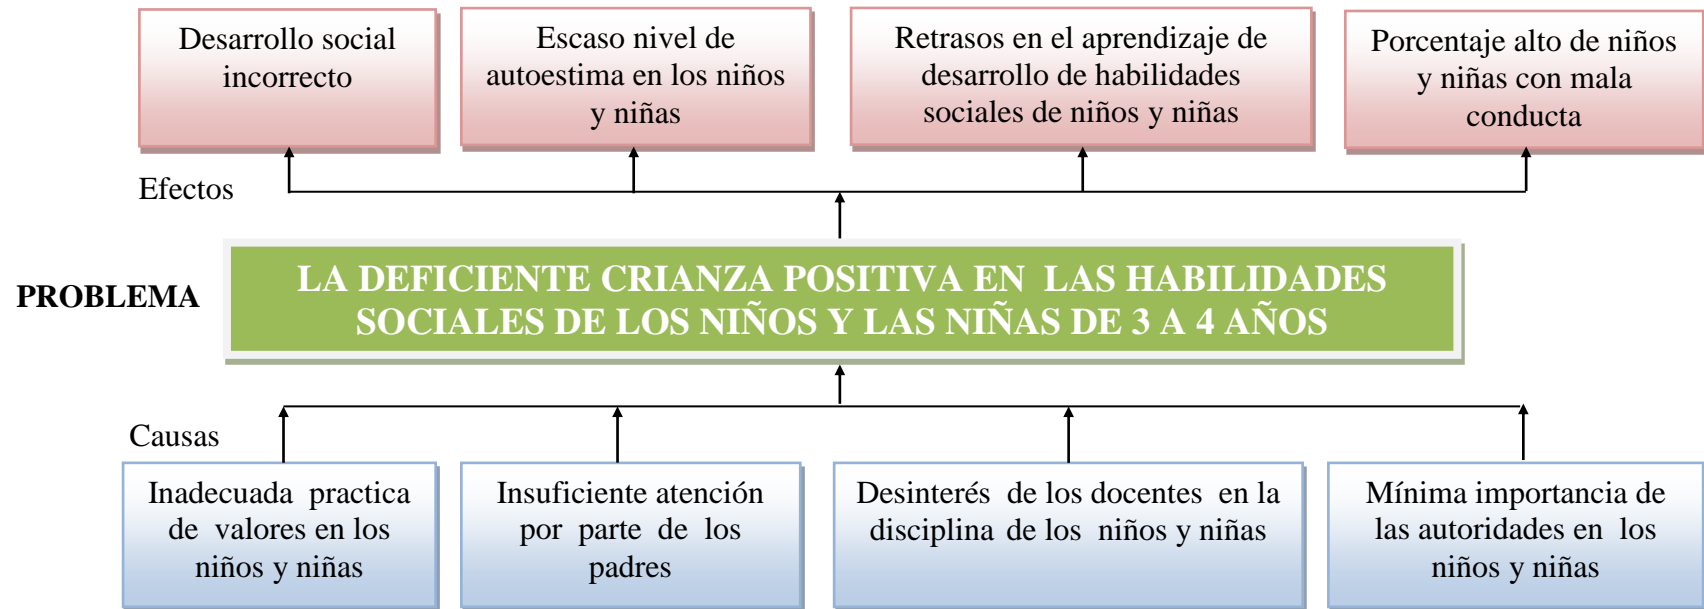 Desarrollo social
incorrecto
Escaso nivel de
autoestima en los niños
y niñas
Retrasos en el aprendizaje de
desarrollo de habilidades
sociales de niños y niñas
Porcentaje alto de niños
y niñas con mala
conducta
Efectos
PROBLEMA
LA DEFICIENTE CRIANZA POSITIVA EN LAS HABILIDADES
SOCIALES DE LOS NIÑOS Y LAS NIÑAS DE 3 A 4 AÑOS
Causas
Inadecuada practica
de valores en los
niños y niñas
Insuficiente atención
por parte de los
padres
Desinterés de los docentes en la
disciplina de los niños y niñas
Mínima importancia de
las autoridades en los
niños y niñas